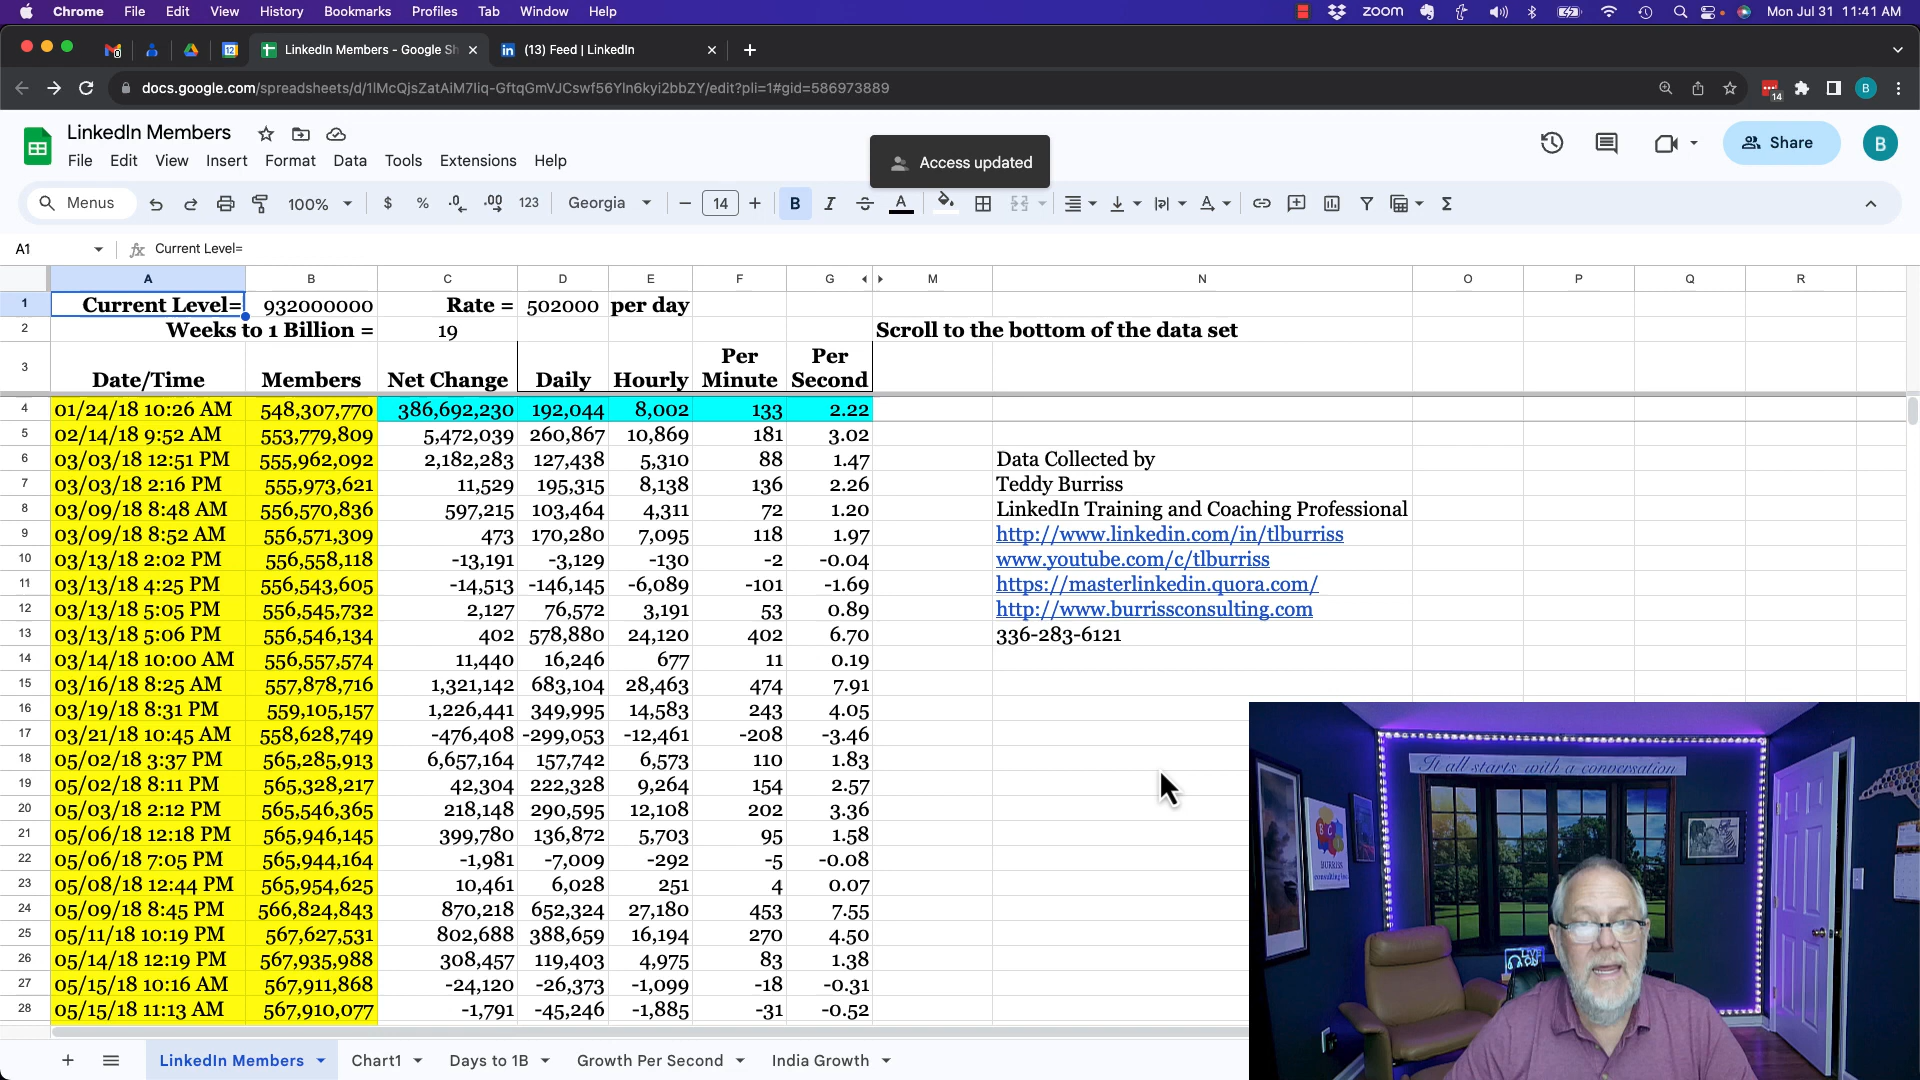 Chrome File Edit View History Bookmarks Profiles Tab Window Help zoom Mon Jul 31 11:41 AM
LinkedIn Members - Google Sh (13) Feed | LinkedIn
docs.google.com/spreadsheets/d/1lMcQjsZatAiM7Iiq-GftqGmVJCswf56Yln6kyi2bbZY/edit?pli=1#gid=586973889 14 B
LinkedIn Members
File Edit View Insert Format Data Tools Extensions Help
Access updated
Share B
Menus 100% $ % .0 .00 123 Georgia 14 B I A
A1 fx Current Level=
A B C D E F G M N O P Q R
1 Current Level= 932000000 Rate = 502000 per day
2 Weeks to 1 Billion = 19 Scroll to the bottom of the data set
3 Date/Time Members Net Change Daily Hourly Per Minute Per Second
4 01/24/18 10:26 AM 548,307,770 386,692,230 192,044 8,002 133 2.22
5 02/14/18 9:52 AM 553,779,809 5,472,039 260,867 10,869 181 3.02
6 03/03/18 12:51 PM 555,962,092 2,182,283 127,438 5,310 88 1.47 Data Collected by
7 03/03/18 2:16 PM 555,973,621 11,529 195,315 8,138 136 2.26 Teddy Burriss
8 03/09/18 8:48 AM 556,570,836 597,215 103,464 4,311 72 1.20 LinkedIn Training and Coaching Professional
9 03/09/18 8:52 AM 556,571,309 473 170,280 7,095 118 1.97 http://www.linkedin.com/in/tlburriss
10 03/13/18 2:02 PM 556,558,118 -13,191 -3,129 -130 -2 -0.04 www.youtube.com/c/tlburriss
11 03/13/18 4:25 PM 556,543,605 -14,513 -146,145 -6,089 -101 -1.69 https://masterlinkedin.quora.com/
12 03/13/18 5:05 PM 556,545,732 2,127 76,572 3,191 53 0.89 http://www.burrissconsulting.com
13 03/13/18 5:06 PM 556,546,134 402 578,880 24,120 402 6.70 336-283-6121
14 03/14/18 10:00 AM 556,557,574 11,440 16,246 677 11 0.19
15 03/16/18 8:25 AM 557,878,716 1,321,142 683,104 28,463 474 7.91
16 03/19/18 8:31 PM 559,105,157 1,226,441 349,995 14,583 243 4.05
17 03/21/18 10:45 AM 558,628,749 -476,408 -299,053 -12,461 -208 -3.46
18 05/02/18 3:37 PM 565,285,913 6,657,164 157,742 6,573 110 1.83
19 05/02/18 8:11 PM 565,328,217 42,304 222,328 9,264 154 2.57
20 05/03/18 2:12 PM 565,546,365 218,148 290,595 12,108 202 3.36
21 05/06/18 12:18 PM 565,946,145 399,780 136,872 5,703 95 1.58
22 05/06/18 7:05 PM 565,944,164 -1,981 -7,009 -292 -5 -0.08
23 05/08/18 12:44 PM 565,954,625 10,461 6,028 251 4 0.07
24 05/09/18 8:45 PM 566,824,843 870,218 652,324 27,180 453 7.55
25 05/11/18 10:19 PM 567,627,531 802,688 388,659 16,194 270 4.50
26 05/14/18 12:19 PM 567,935,988 308,457 119,403 4,975 83 1.38
27 05/15/18 10:16 AM 567,911,868 -24,120 -26,373 -1,099 -18 -0.31
28 05/15/18 11:13 AM 567,910,077 -1,791 -45,246 -1,885 -31 -0.52
It all starts with a conversation
BURRISS
consulting inc.
LinkedIn Members Chart1 Days to 1B Growth Per Second India Growth